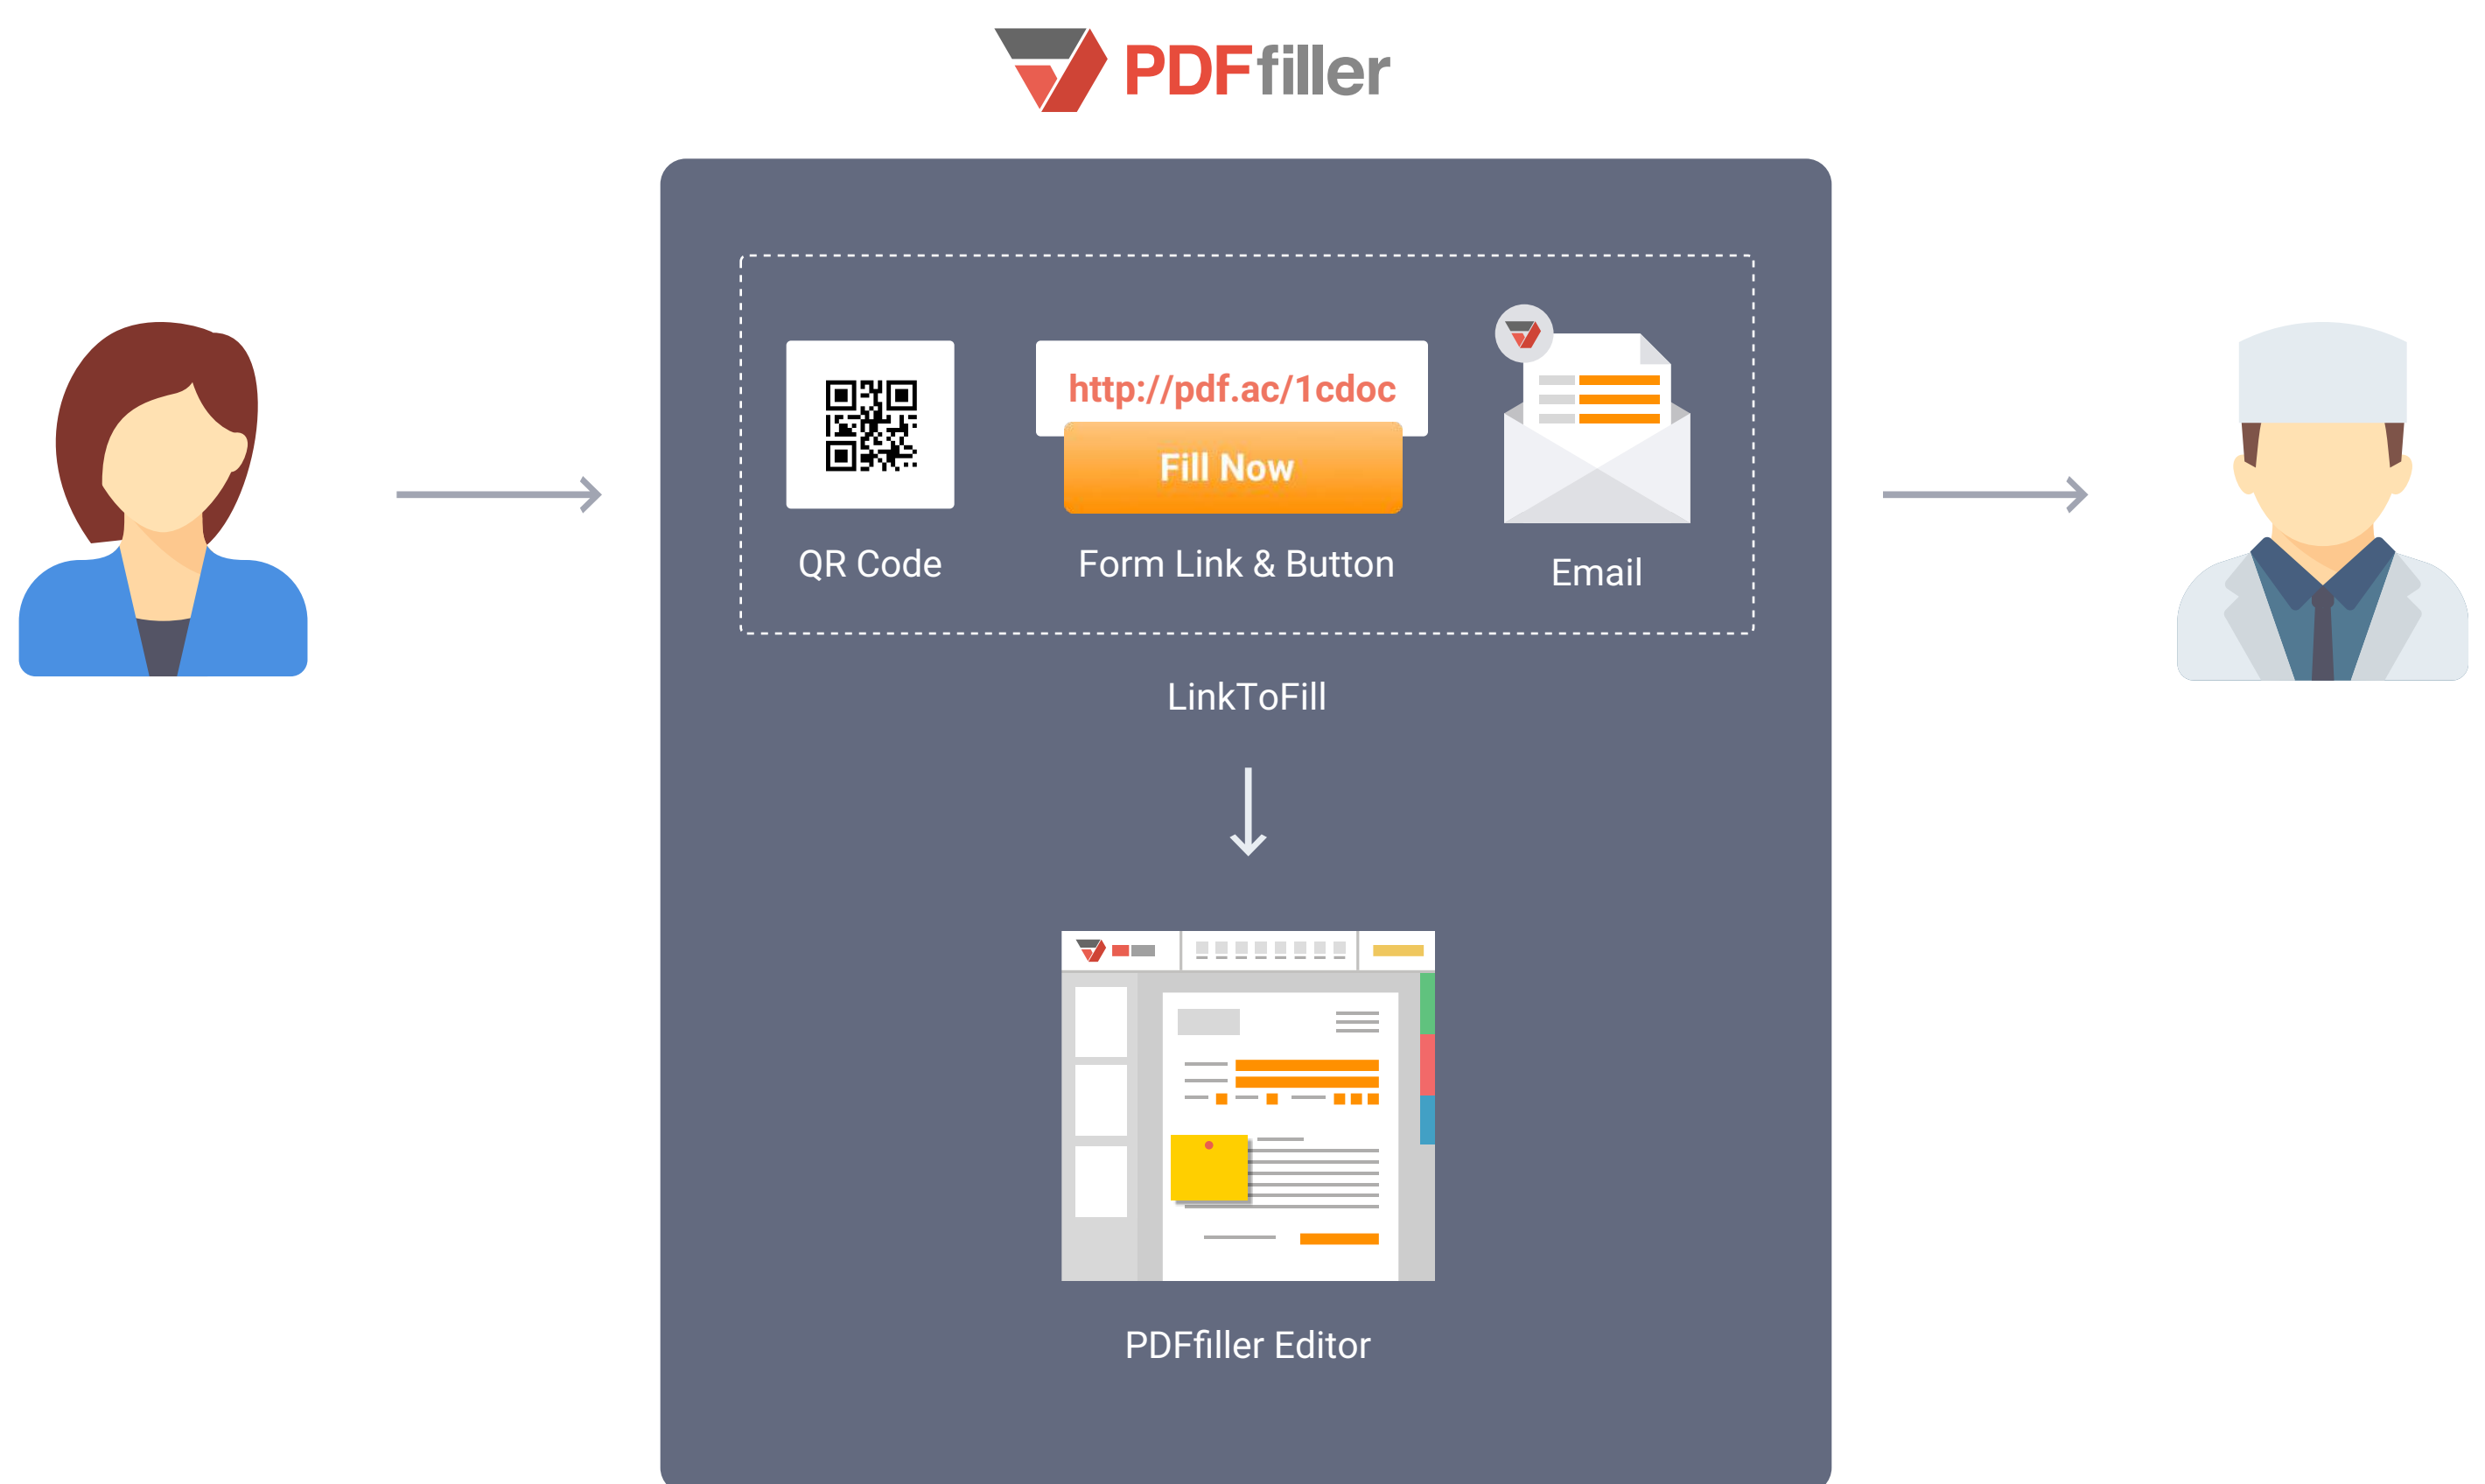 PDFfiller
http://pdf.ac/1cdoc
Fill Now
QR Code
Form Link & Button
Email
LinkToFill
PDFfiller Editor